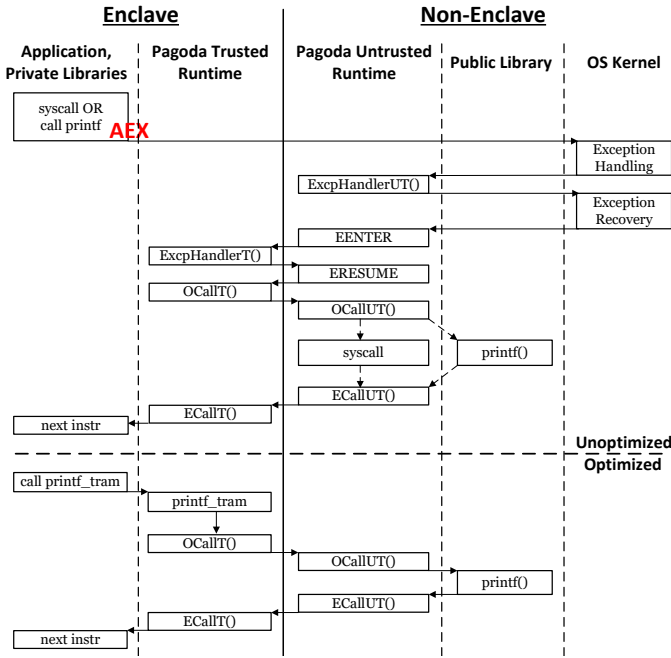 Enclave
Non-Enclave
Application,
Private Libraries
Pagoda Trusted
Runtime
Pagoda Untrusted
Runtime
Public Library
OS Kernel
syscall OR
call printf
AEX
Exception
Handling
ExcpHandlerUT()
Exception
Recovery
EENTER
ExcpHandlerT()
ERESUME
OCallT()
OCallUT()
syscall
printf()
ECallUT()
ECallT()
next instr
Unoptimized
Optimized
call printf_tram
printf_tram
OCallT()
OCallUT()
printf()
ECallUT()
ECallT()
next instr